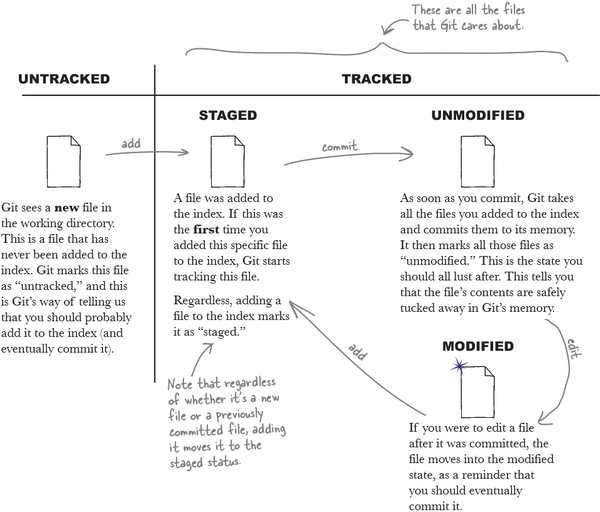 These are all the files
that Git cares about.
UNTRACKED
TRACKED
STAGED
UNMODIFIED
add
commit
Git sees a new file in
the working directory.
This is a file that has
never been added to the
index. Git marks this file
as “untracked,” and this
is Git’s way of telling us
that you should probably
add it to the index (and
eventually commit it).
A file was added to
the index. If this was
the first time you
added this specific file
to the index, Git starts
tracking this file.
Regardless, adding a
file to the index marks
it as “staged.”
As soon as you commit, Git takes
all the files you added to the index
and commits them to its memory.
It then marks all those files as
“unmodified.” This is the state you
should all lust after. This tells you
that the file’s contents are safely
tucked away in Git’s memory.
Note that regardless
of whether it’s a new
file or a previously
committed file, adding
it moves it to the
staged status.
add
edit
MODIFIED
If you were to edit a file
after it was committed, the
file moves into the modified
state, as a reminder that
you should eventually
commit it.